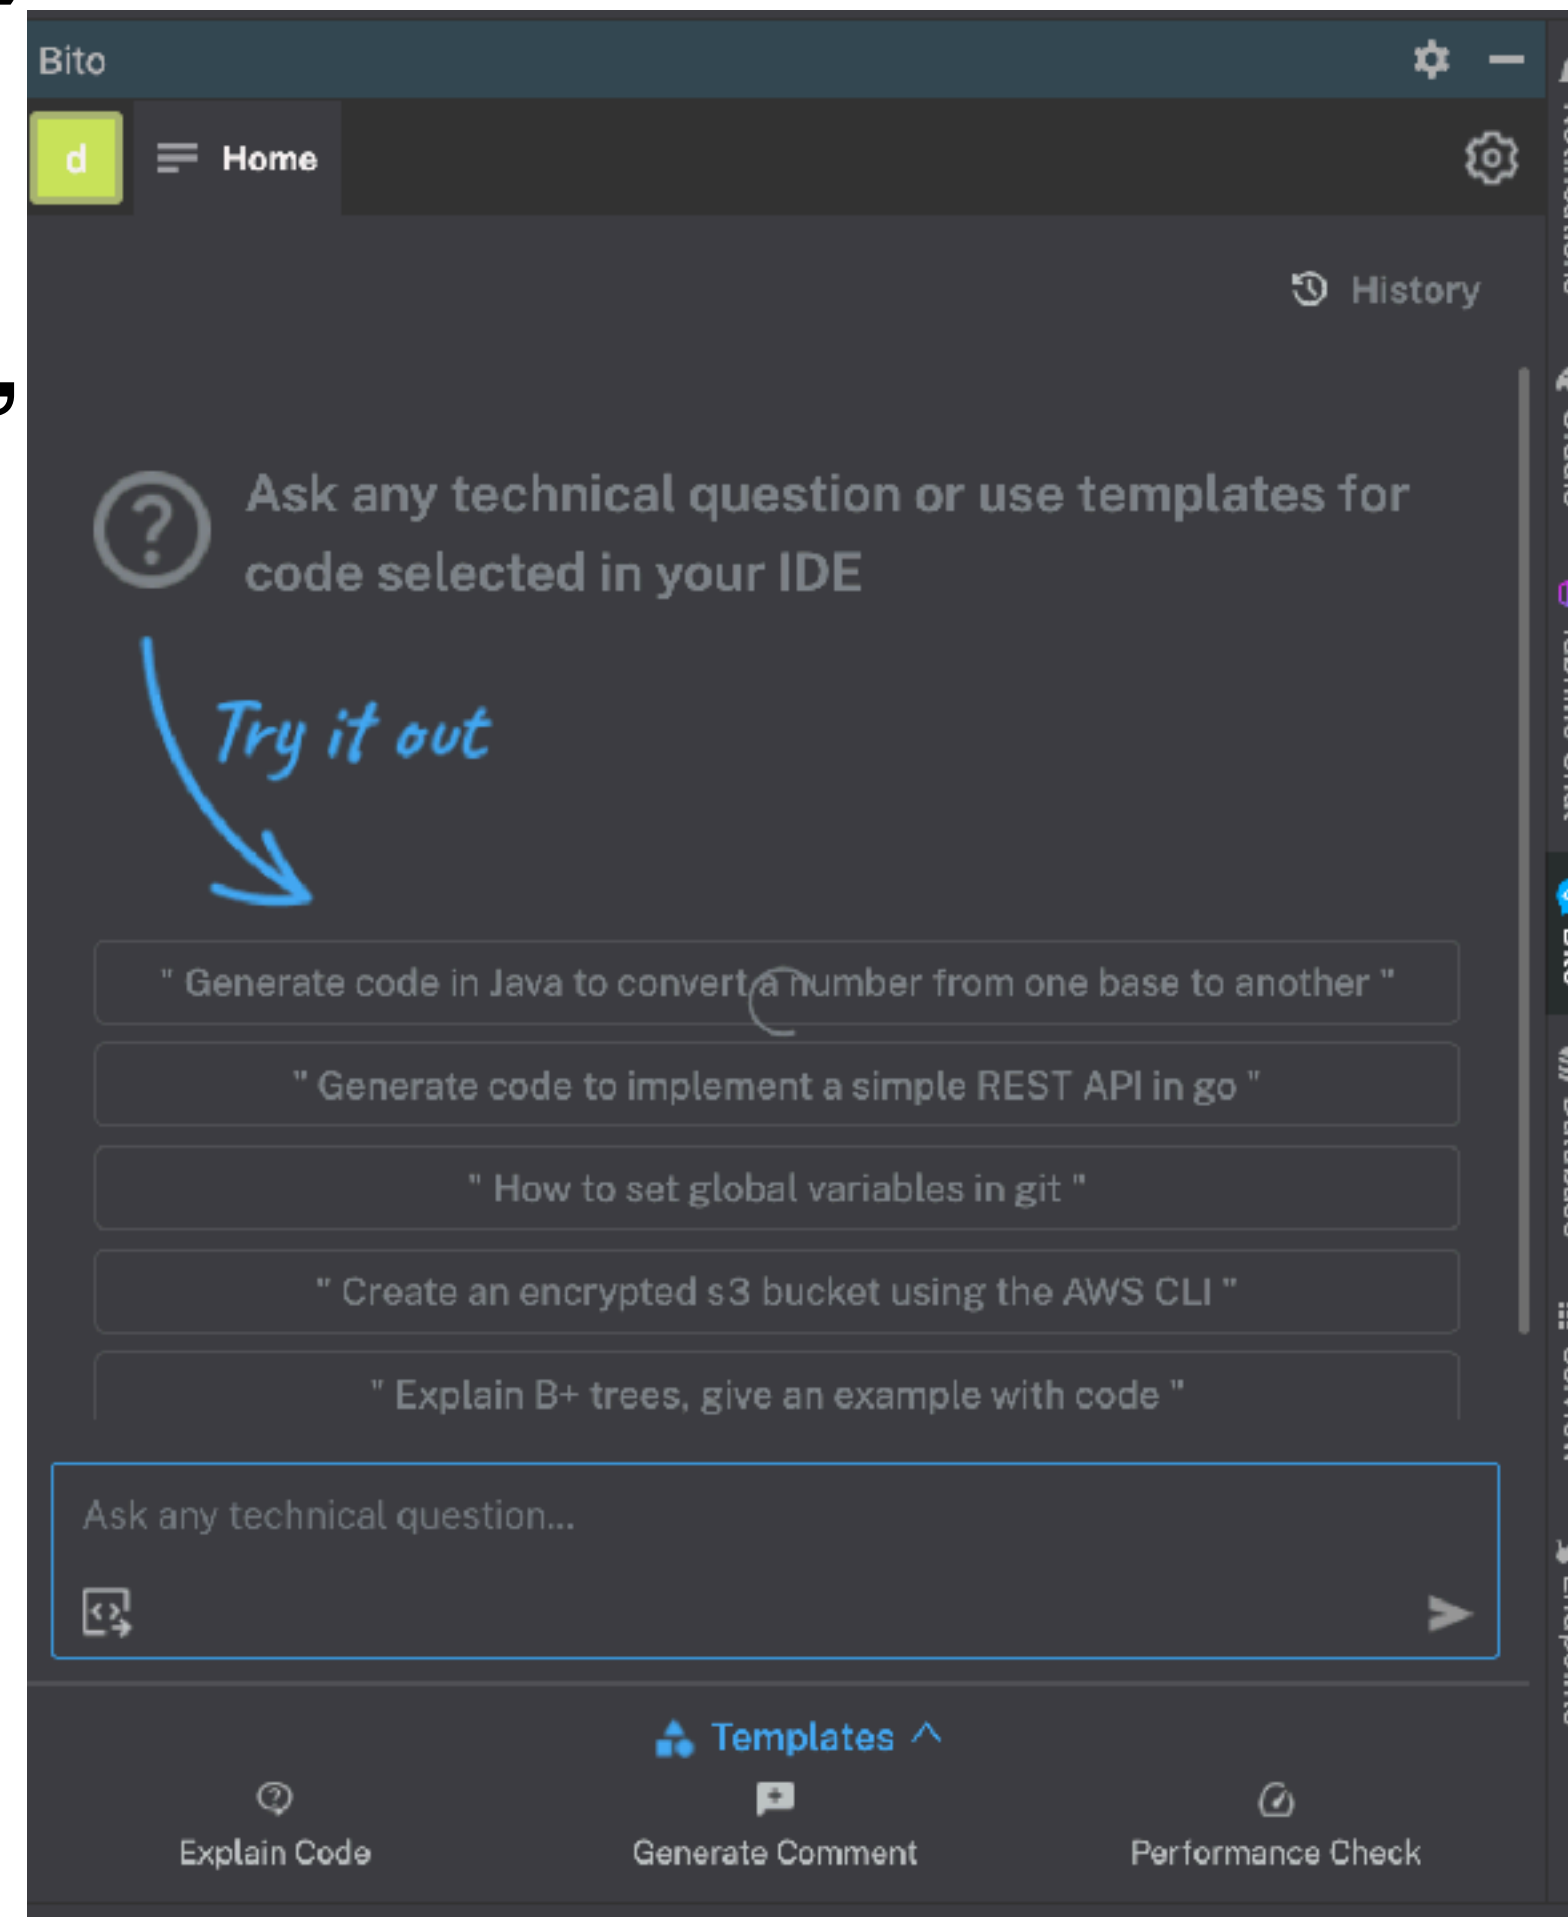 Bito
d
Home
History
Ask any technical question or use templates for
code selected in your IDE
Try it out
" Generate code in Java to convert a number from one base to another "
" Generate code to implement a simple REST API in go "
" How to set global variables in git "
" Create an encrypted s3 bucket using the AWS CLI "
" Explain B+ trees, give an example with code "
Ask any technical question...
Templates
Explain Code
Generate Comment
Performance Check